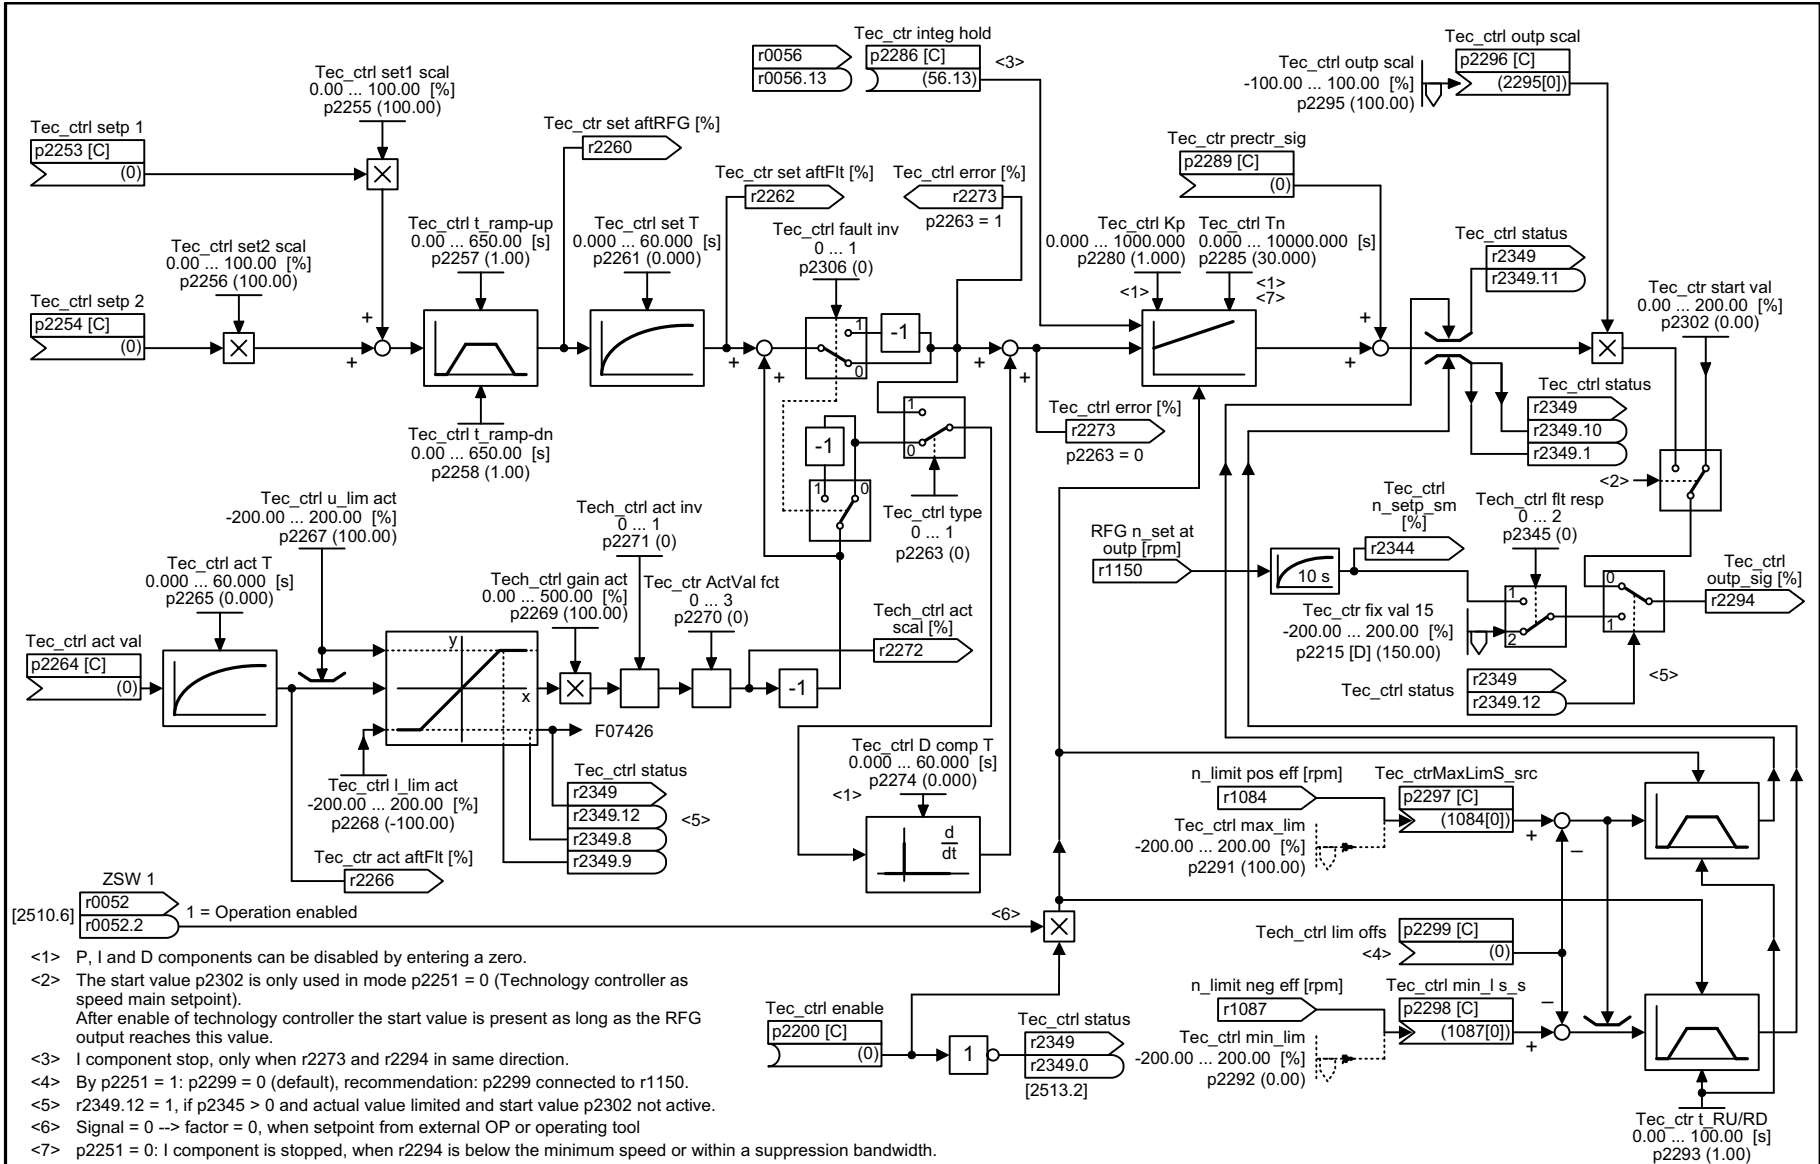 Tec_ctrl setp 1
p2253 [C]
(0)
Tec_ctrl set1 scal
0.00 ... 100.00 [%]
p2255 (100.00)
Tec_ctrl set2 scal
0.00 ... 100.00 [%]
p2256 (100.00)
Tec_ctrl setp 2
p2254 [C]
(0)
+
+
Tec_ctrl t_ramp-up
0.00 ... 650.00 [s]
p2257 (1.00)
Tec_ctrl t_ramp-dn
0.00 ... 650.00 [s]
p2258 (1.00)
Tec_ctr set aftRFG [%]
r2260
Tec_ctrl set T
0.000 ... 60.000 [s]
p2261 (0.000)
Tec_ctr set aftFlt [%]
r2262
+
+
r0056
r0056.13
Tec_ctr integ hold
p2286 [C]
(56.13)
<3>
Tec_ctrl error [%]
r2273
p2263 = 1
Tec_ctrl fault inv
0 ... 1
p2306 (0)
1
0
-1
+
+
Tec_ctrl error [%]
r2273
p2263 = 0
1
0
Tec_ctrl type
0 ... 1
p2263 (0)
-1
1
0
Tec_ctrl Kp
0.000 ... 1000.000
p2280 (1.000)
<1>
Tec_ctrl Tn
0.000 ... 10000.000 [s]
p2285 (30.000)
<1>
<7>
Tec_ctr prectr_sig
p2289 [C]
(0)
+
+
Tec_ctrl outp scal
-100.00 ... 100.00 [%]
p2295 (100.00)
Tec_ctrl outp scal
p2296 [C]
(2295[0])
Tec_ctrl status
r2349
r2349.11
Tec_ctr start val
0.00 ... 200.00 [%]
p2302 (0.00)
Tec_ctrl status
r2349
r2349.10
r2349.1
<2>
Tec_ctrl
n_setp_sm
[%]
r2344
RFG n_set at
outp [rpm]
r1150
10 s
Tech_ctrl flt resp
0 ... 2
p2345 (0)
1
2
Tec_ctr fix val 15
-200.00 ... 200.00 [%]
p2215 [D] (150.00)
0
1
Tec_ctrl
outp_sig [%]
r2294
Tec_ctrl status
r2349
r2349.12
<5>
Tec_ctrl act val
p2264 [C]
(0)
Tec_ctrl act T
0.000 ... 60.000 [s]
p2265 (0.000)
Tec_ctrl u_lim act
-200.00 ... 200.00 [%]
p2267 (100.00)
Tec_ctrl l_lim act
-200.00 ... 200.00 [%]
p2268 (-100.00)
Tec_ctr act aftFlt [%]
r2266
y
x
F07426
Tec_ctrl status
r2349
r2349.12
r2349.8
r2349.9
<5>
Tech_ctrl gain act
0.00 ... 500.00 [%]
p2269 (100.00)
Tech_ctrl act inv
0 ... 1
p2271 (0)
Tec_ctr ActVal fct
0 ... 3
p2270 (0)
-1
Tech_ctrl act
scal [%]
r2272
Tec_ctrl D comp T
0.000 ... 60.000 [s]
p2274 (0.000)
<1>
d
dt
n_limit pos eff [rpm]
r1084
Tec_ctrMaxLimS_src
p2297 [C]
(1084[0])
Tec_ctrl max_lim
-200.00 ... 200.00 [%]
p2291 (100.00)
+
–
Tech_ctrl lim offs
<4>
p2299 [C]
(0)
n_limit neg eff [rpm]
r1087
Tec_ctrl min_l s_s
p2298 [C]
(1087[0])
Tec_ctrl min_lim
-200.00 ... 200.00 [%]
p2292 (0.00)
–
+
Tec_ctr t_RU/RD
0.00 ... 100.00 [s]
p2293 (1.00)
ZSW 1
[2510.6]
r0052
r0052.2
1 = Operation enabled
<6>
Tec_ctrl enable
p2200 [C]
(0)
1
Tec_ctrl status
r2349
r2349.0
[2513.2]
<1> P, I and D components can be disabled by entering a zero.
<2> The start value p2302 is only used in mode p2251 = 0 (Technology controller as
speed main setpoint).
After enable of technology controller the start value is present as long as the RFG
output reaches this value.
<3> I component stop, only when r2273 and r2294 in same direction.
<4> By p2251 = 1: p2299 = 0 (default), recommendation: p2299 connected to r1150.
<5> r2349.12 = 1, if p2345 > 0 and actual value limited and start value p2302 not active.
<6> Signal = 0 --> factor = 0, when setpoint from external OP or operating tool
<7> p2251 = 0: I component is stopped, when r2294 is below the minimum speed or within a suppression bandwidth.